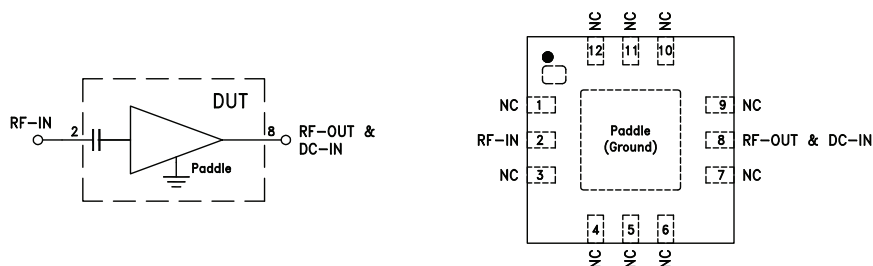 RF-IN
2
DUT
8
RF-OUT &
DC-IN
Paddle
NC
NC
NC
12
11
10
NC
1
9
NC
RF-IN
2
Paddle
(Ground)
8
RF-OUT & DC-IN
NC
3
7
NC
4
5
6
NC
NC
NC